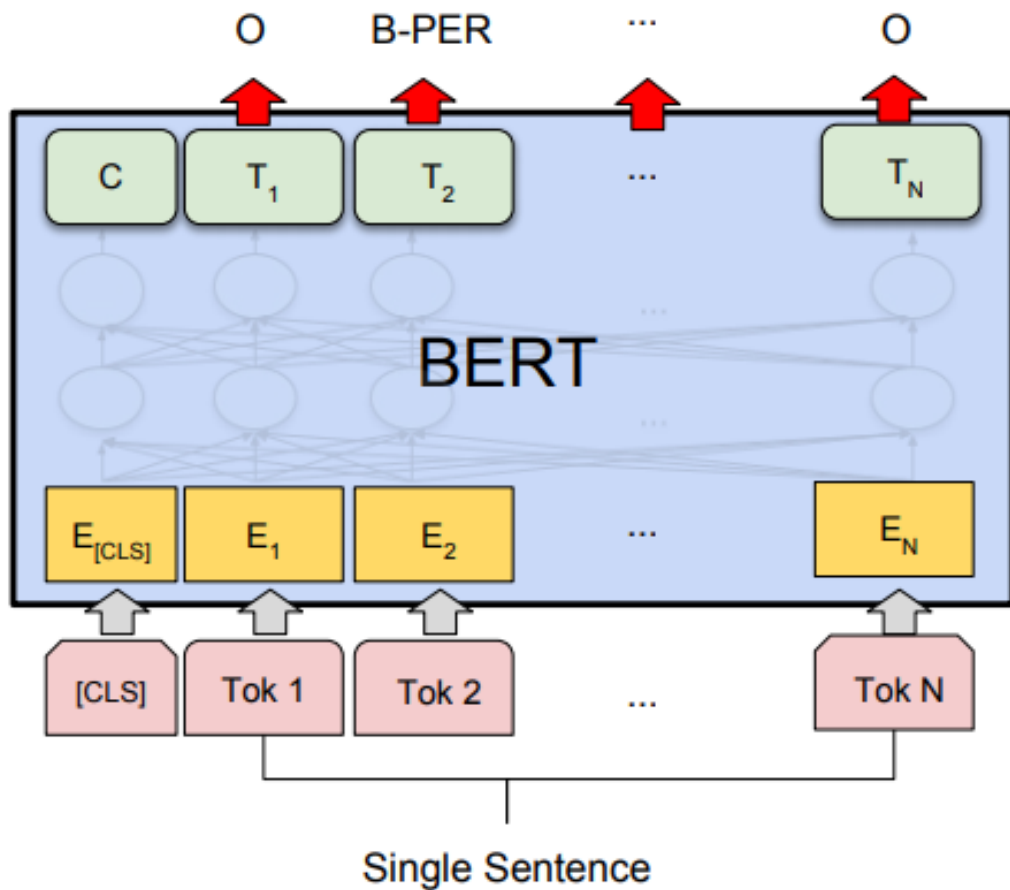 O B-PER ... O
C T1 T2 ... TN
...
BERT
...
E[CLS] E1 E2 ... EN
[CLS] Tok 1 Tok 2 ... Tok N
Single Sentence